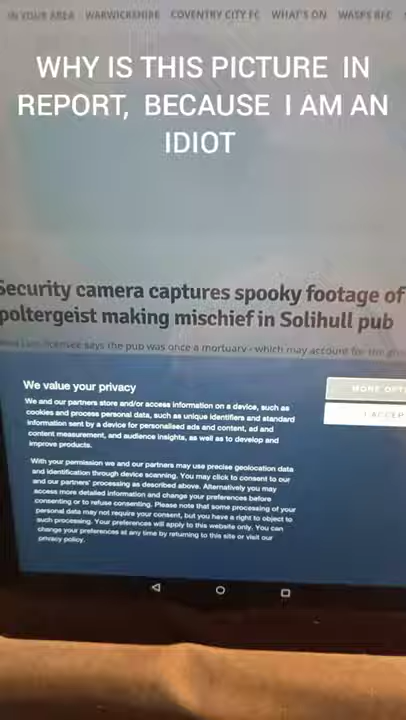 IN YOUR AREA WARWICKSHIRE COVENTRY CITY FC WHAT'S ON WASPS RFC
WHY IS THIS PICTURE IN
REPORT, BECAUSE I AM AN
IDIOT
Security camera captures spooky footage of
poltergeist making mischief in Solihull pub
licensee says the pub was once a mortuary - which may account for the
We value your privacy
We and our partners store and/or access information on a device, such as
cookies and process personal data, such as unique identifiers and standard
information sent by a device for personalised ads and content, ad and
content measurement, and audience insights, as well as to develop and
improve products.
With your permission we and our partners may use precise geolocation data
and identification through device scanning. You may click to consent to our
and our partners' processing as described above. Alternatively you may
access more detailed information and change your preferences before
consenting or to refuse consenting. Please note that some processing of your
personal data may not require your consent, but you have a right to object to
such processing. Your preferences will apply to this website only. You can
change your preferences at any time by returning to this site or visit our
privacy policy.
MORE OPTI
I ACCEP